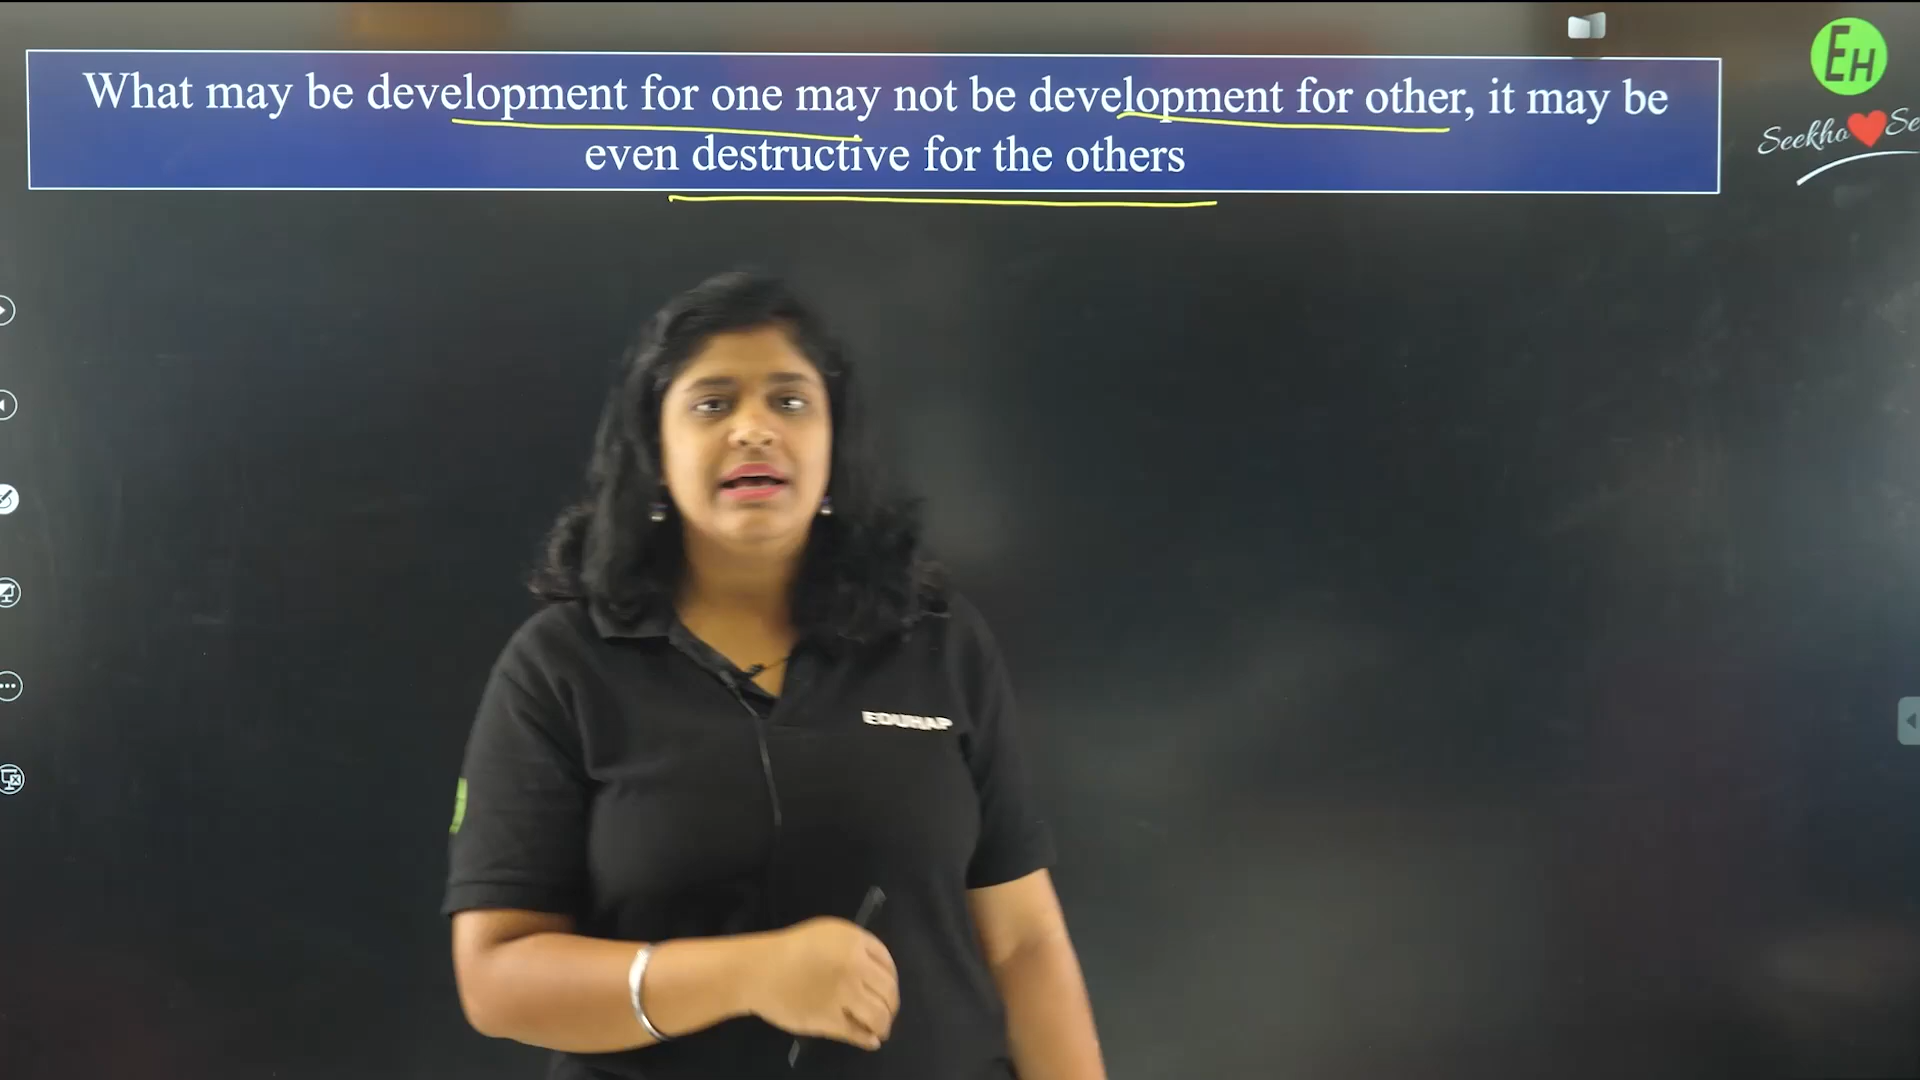 What may be development for one may not be development for other, it may be
even destructive for the others
EH
Seekho ❤ Se
EDUHAP